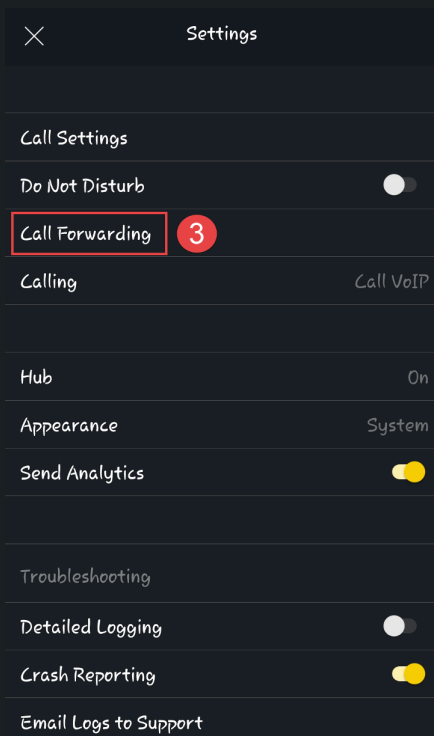 Settings
Call Settings
Do Not Disturb
Call Forwarding 3
Calling Call VoIP
Hub On
Appearance System
Send Analytics
Troubleshooting
Detailed Logging
Crash Reporting
Email Logs to Support